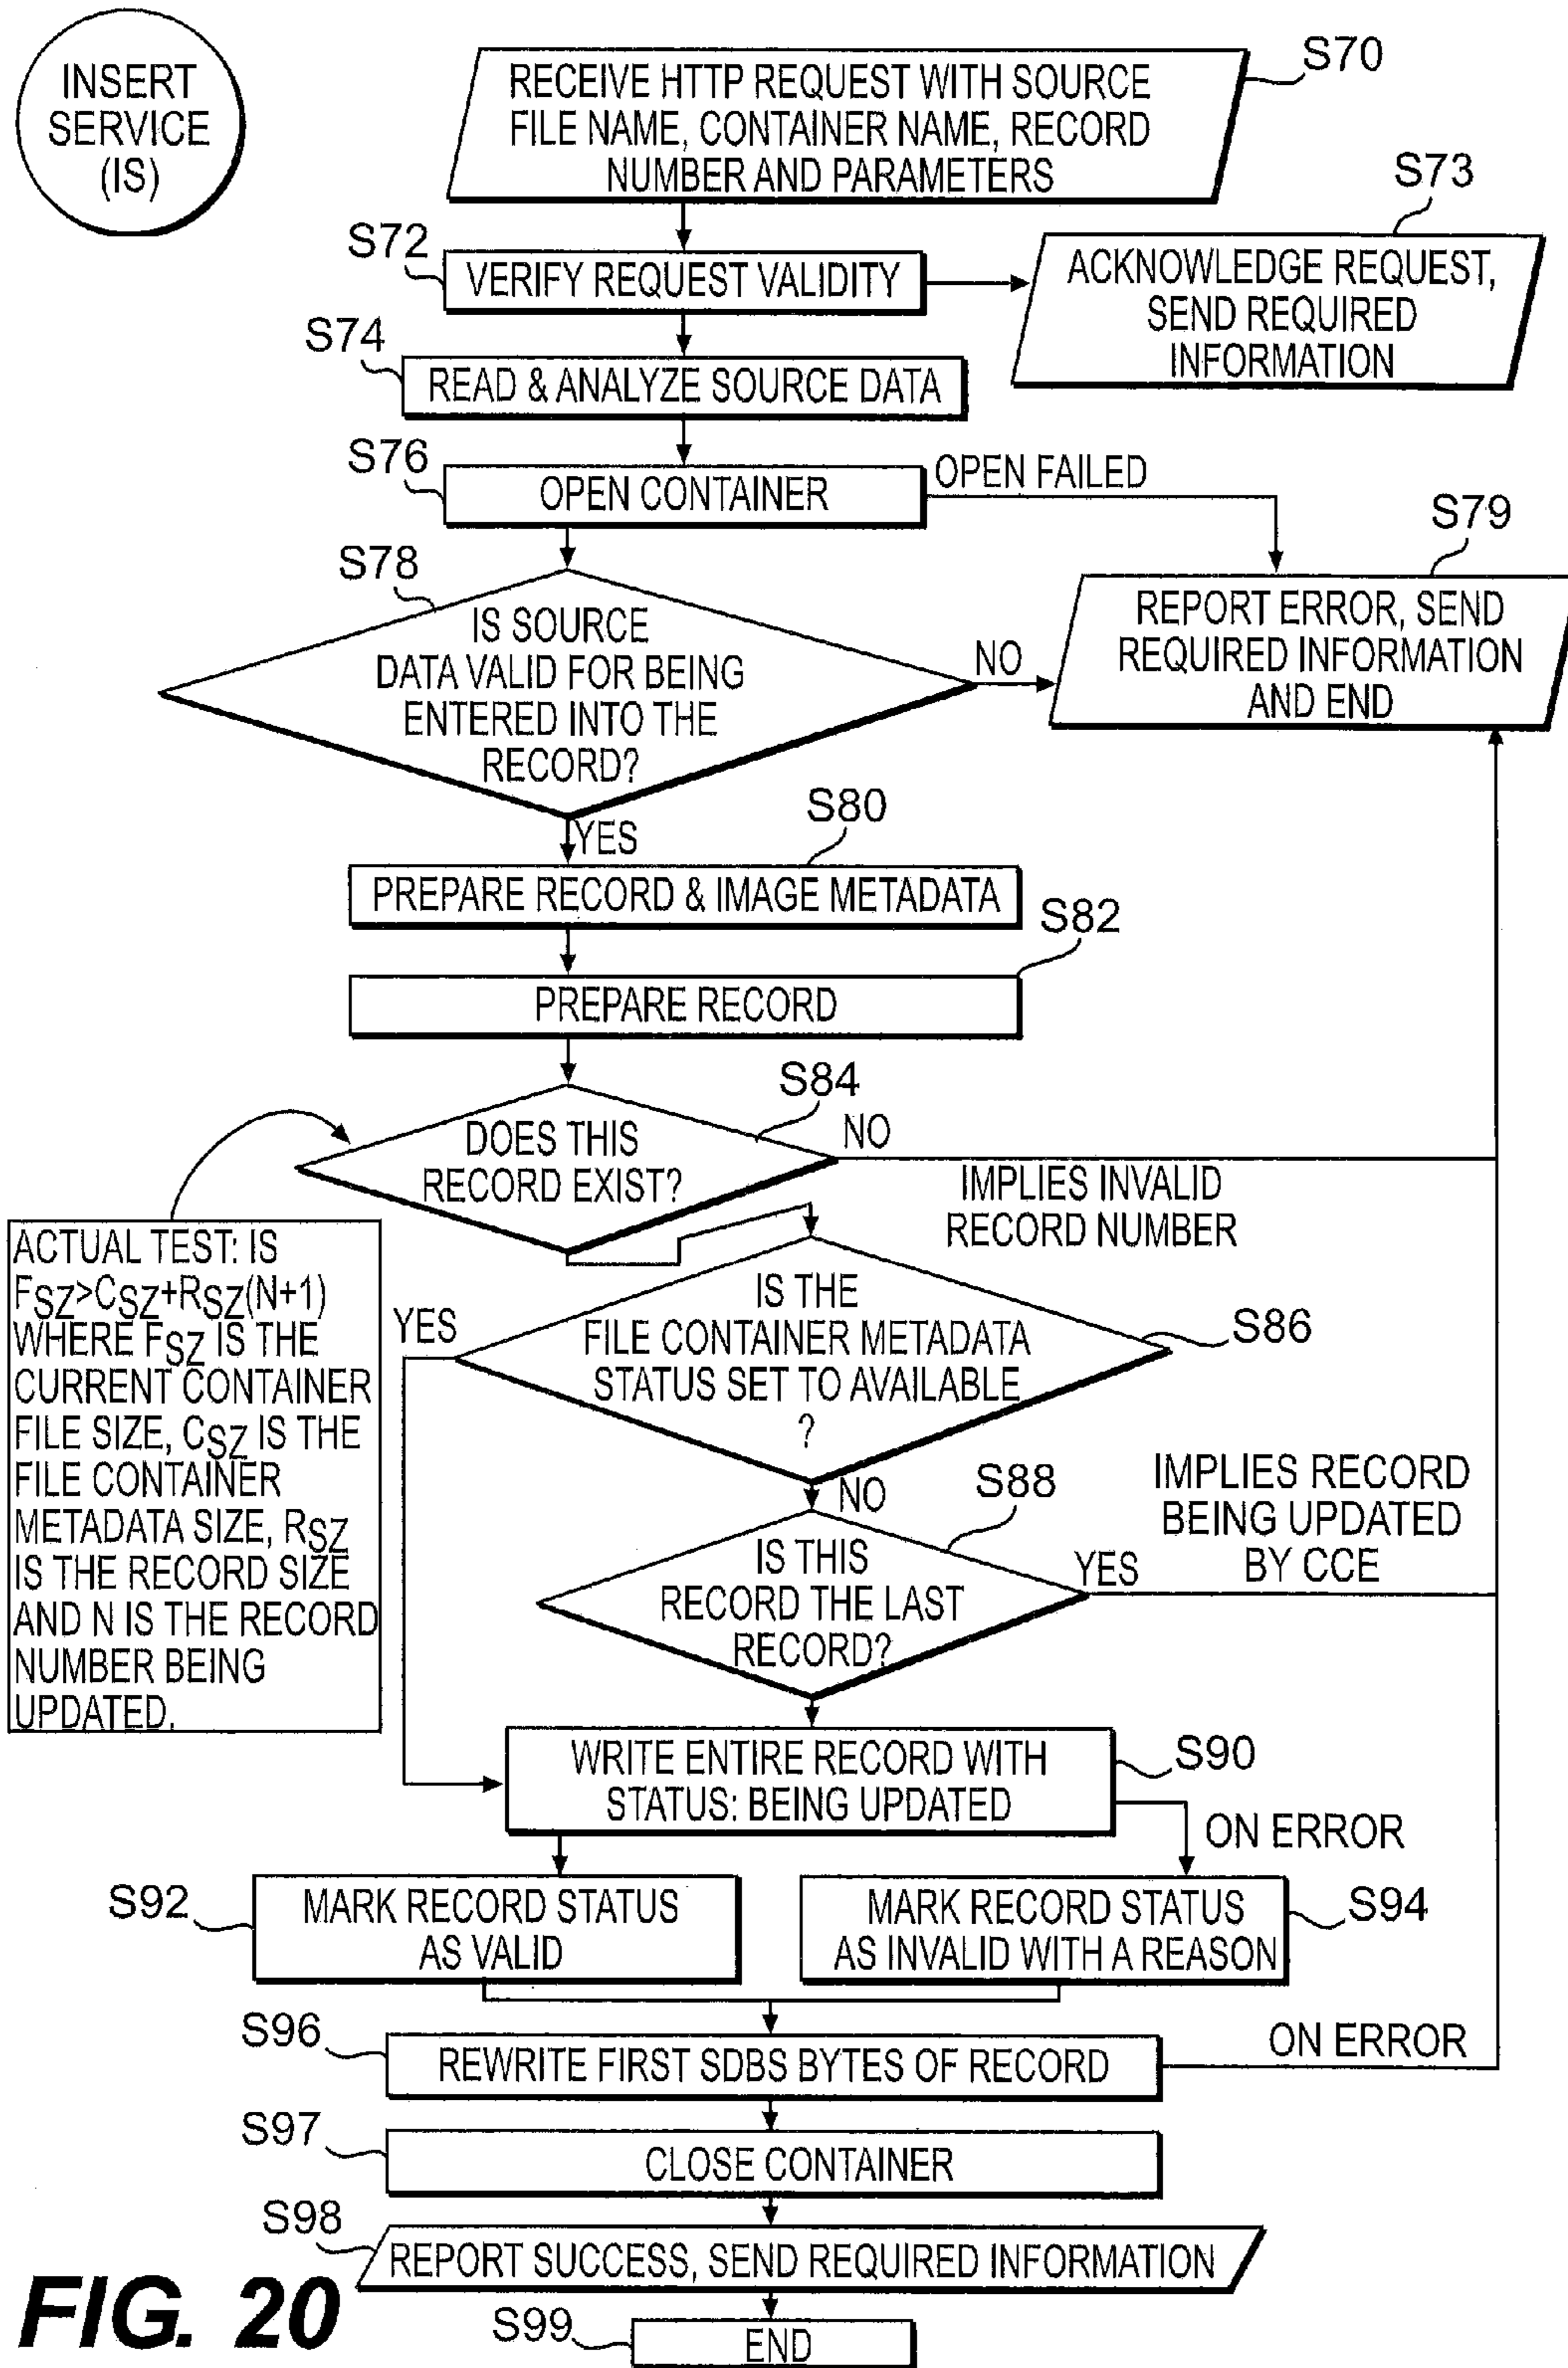 INSERT
SERVICE
(IS)
S70
RECEIVE HTTP REQUEST WITH SOURCE
FILE NAME, CONTAINER NAME, RECORD
NUMBER AND PARAMETERS
S73
S72
VERIFY REQUEST VALIDITY
ACKNOWLEDGE REQUEST,
SEND REQUIRED
INFORMATION
S74
READ & ANALYZE SOURCE DATA
S76
OPEN CONTAINER
OPEN FAILED
S79
REPORT ERROR, SEND
REQUIRED INFORMATION
AND END
S78
IS SOURCE
DATA VALID FOR BEING
ENTERED INTO THE
RECORD?
NO
YES
S80
PREPARE RECORD & IMAGE METADATA
S82
PREPARE RECORD
S84
DOES THIS
RECORD EXIST?
NO
IMPLIES INVALID
RECORD NUMBER
ACTUAL TEST: IS
FSZ>CSZ+RSZ(N+1)
WHERE FSZ IS THE
CURRENT CONTAINER
FILE SIZE, CSZ IS THE
FILE CONTAINER
METADATA SIZE, RSZ
IS THE RECORD SIZE
AND N IS THE RECORD
NUMBER BEING
UPDATED.
YES
IS THE
FILE CONTAINER METADATA
STATUS SET TO AVAILABLE
?
S86
NO
S88
IS THIS
RECORD THE LAST
RECORD?
YES
IMPLIES RECORD
BEING UPDATED
BY CCE
WRITE ENTIRE RECORD WITH
STATUS: BEING UPDATED
S90
ON ERROR
S92
MARK RECORD STATUS
AS VALID
MARK RECORD STATUS
AS INVALID WITH A REASON
S94
S96
REWRITE FIRST SDBS BYTES OF RECORD
ON ERROR
S97
CLOSE CONTAINER
S98
REPORT SUCCESS, SEND REQUIRED INFORMATION
S99
END
FIG. 20